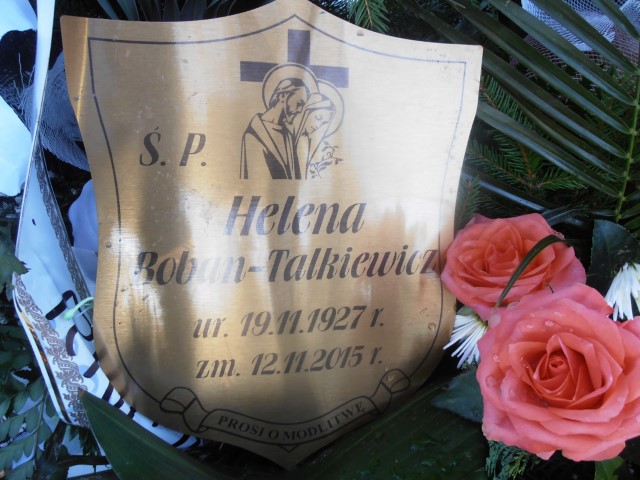 Ś. P.
Helena
Boban-Talkiewicz
ur. 19.11.1927 r.
zm. 12.11.2015 r.
PROSI O MODLITWĘ